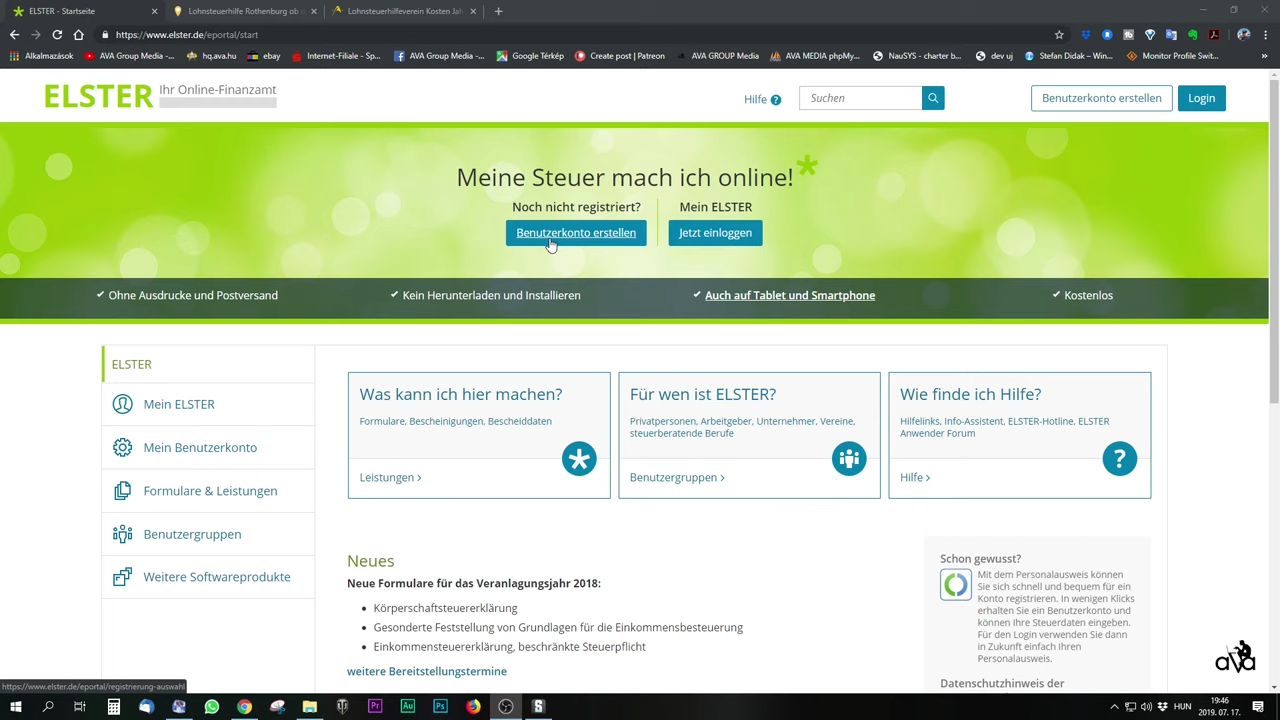 ELSTER - Startseite
Lohnsteuerhilfe Rothenburg ob
Lohnsteuerhilfeverein Kosten Jah
https://www.elster.de/eportal/start
Alkalmazások
AVA Group Media -...
hq.ava.hu
ebay
Internet-Filiale - Sp...
AVA Group Media -...
Google Térkép
Create post | Patreon
AVA GROUP Media
AVA MEDIA phpMy...
NauSYS - charter b...
dev uj
Stefan Didak – Wik...
Monitor Profile Swit...
ELSTER
Ihr Online-Finanzamt
Hilfe ?
Suchen
Benutzerkonto erstellen
Login
Meine Steuer mach ich online!*
Noch nicht registriert?
Mein ELSTER
Benutzerkonto erstellen
Jetzt einloggen
Ohne Ausdrucke und Postversand
Kein Herunterladen und Installieren
Auch auf Tablet und Smartphone
Kostenlos
ELSTER
Mein ELSTER
Mein Benutzerkonto
Formulare & Leistungen
Benutzergruppen
Weitere Softwareprodukte
Was kann ich hier machen?
Formulare, Bescheinigungen, Bescheiddaten
Leistungen >
Für wen ist ELSTER?
Privatpersonen, Arbeitgeber, Unternehmer, Vereine,
steuerberatende Berufe
Benutzergruppen >
Wie finde ich Hilfe?
Hilfelinks, Info-Assistent, ELSTER-Hotline, ELSTER
Anwender Forum
?
Hilfe >
Neues
Neue Formulare für das Veranlagungsjahr 2018:
Körperschaftsteuererklärung
Gesonderte Feststellung von Grundlagen für die Einkommensbesteuerung
Einkommensteuererklärung, beschränkte Steuerpflicht
weitere Bereitstellungstermine
Schon gewusst?
Mit dem Personalausweis können
Sie sich schnell und bequem für ein
Konto registrieren. In wenigen Klicks
erhalten Sie ein Benutzerkonto und
können Ihre Steuerdaten eingeben.
Für den Login verwenden Sie dann
in Zukunft einfach Ihren
Personalausweis.
Datenschutzhinweis der
aVa
https://www.elster.de/eportal/registrierung-auswahl
Pr
Au
Ps
HUN
19:46
2019. 07. 17.